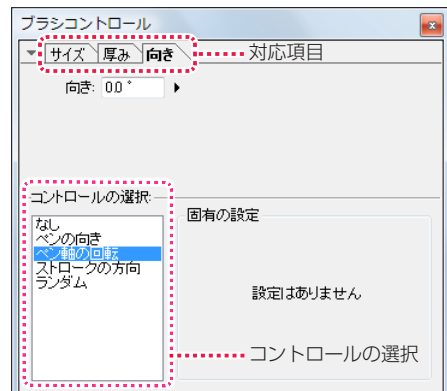 ブラシコントロール
サイズ 厚み 向き 対応項目
向き: 0.0 °
コントロールの選択:
固有の設定
なし
ペンの向き
ペン軸の回転
ストロークの方向
ランダム
設定はありません
コントロールの選択